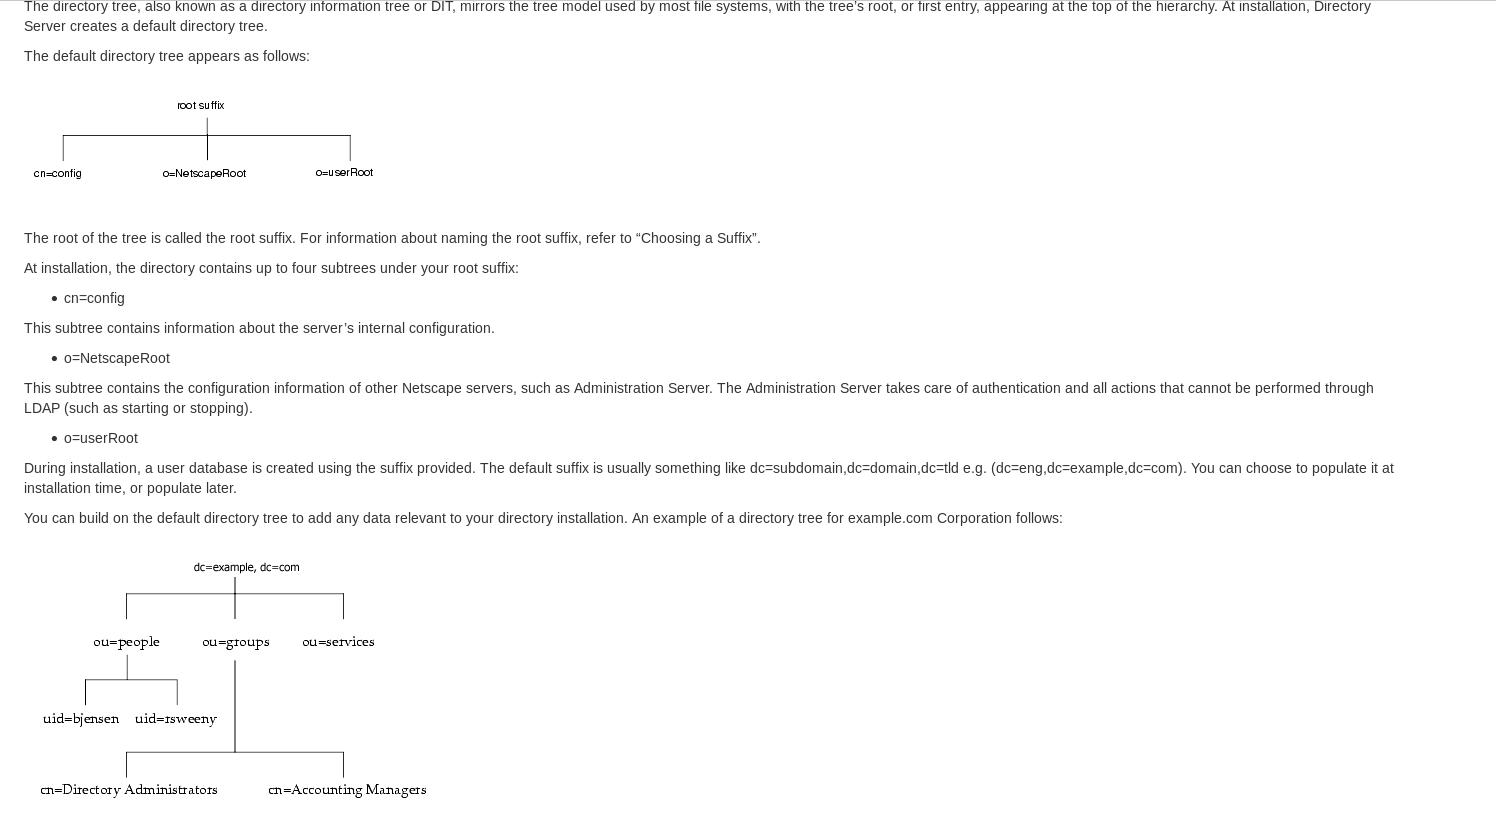 The directory tree, also known as a directory information tree or DIT, mirrors the tree model used by most file systems, with the tree’s root, or first entry, appearing at the top of the hierarchy. At installation, Directory
Server creates a default directory tree.
The default directory tree appears as follows:
root suffix
cn=config
o=NetscapeRoot
o=userRoot
The root of the tree is called the root suffix. For information about naming the root suffix, refer to “Choosing a Suffix”.
At installation, the directory contains up to four subtrees under your root suffix:
• cn=config
This subtree contains information about the server’s internal configuration.
• o=NetscapeRoot
This subtree contains the configuration information of other Netscape servers, such as Administration Server. The Administration Server takes care of authentication and all actions that cannot be performed through
LDAP (such as starting or stopping).
• o=userRoot
During installation, a user database is created using the suffix provided. The default suffix is usually something like dc=subdomain,dc=domain,dc=tld e.g. (dc=eng,dc=example,dc=com). You can choose to populate it at
installation time, or populate later.
You can build on the default directory tree to add any data relevant to your directory installation. An example of a directory tree for example.com Corporation follows:
dc=example, dc=com
ou=people
ou=groups
ou=services
uid=bjensen
uid=rsweeny
cn=Directory Administrators
cn=Accounting Managers